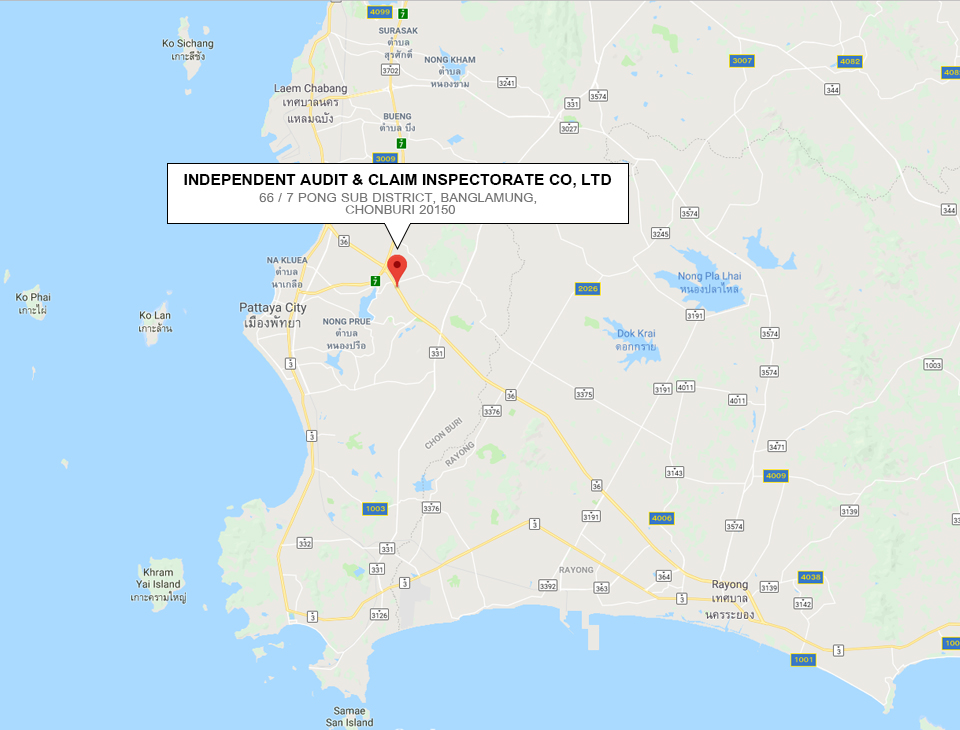 4099
7
SURASAK
ตำบล
สุรศักดิ์
3702
Ko Sichang
เกาะสีชัง
NONG KHAM
ตำบล
หนองขาม
3241
3007
4082
408
344
3574
331
3027
Laem Chabang
เทศบาลนคร
แหลมฉบัง
BUENG
ตำบล บึง
7
3009
INDEPENDENT AUDIT & CLAIM INSPECTORATE CO, LTD
66 / 7 PONG SUB DISTRICT, BANGLAMUNG,
CHONBURI 20150
3574
344
3245
36
NA KLUEA
ตำบล
นาเกลือ
7
2026
Nong Pla Lhai
หนองปลาไหล
Ko Phai
เกาะไผ่
Ko Lan
เกาะล้าน
Pattaya City
เมืองพัทยา
NONG PRUE
ตำบล
หนองปรือ
3191
3574
Dok Krai
ดอกกราย
331
3
1003
3574
36
3375
3191
4011
4011
3376
3
CHON BURI
RAYONG
3471
3143
4009
36
1003
3376
3191
4006
3139
3
3574
33
332
331
Khram
Yai Island
เกาะครามใหญ่
331
3
RAYONG
3392
363
364
Rayong
เทศบาล
นครระยอง
3139
4038
3142
3
3
3126
3
1001
100
Samae
San Island